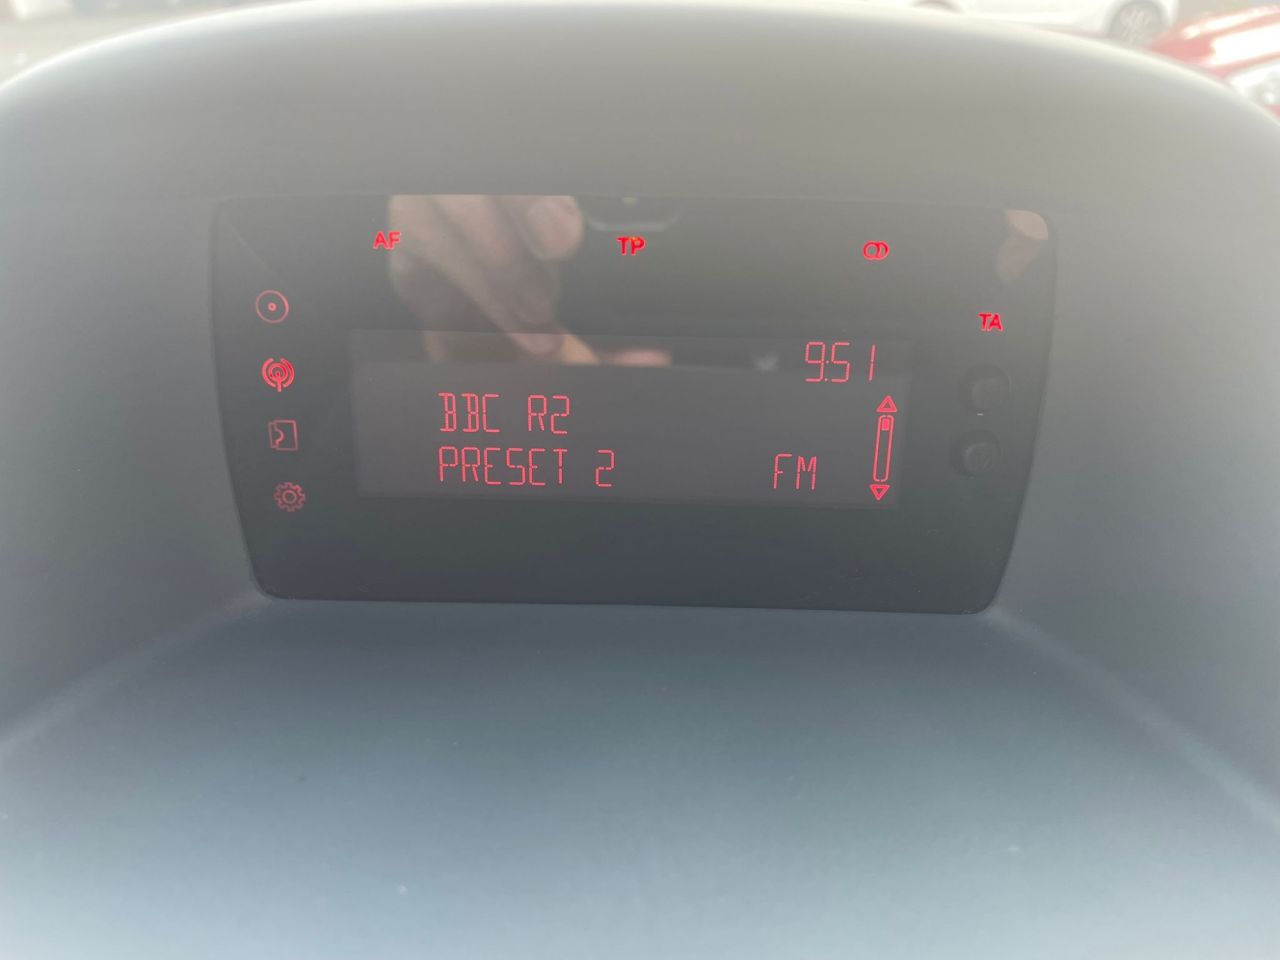 AF TP
TA
9:51
BBC R2
PRESET 2 FM